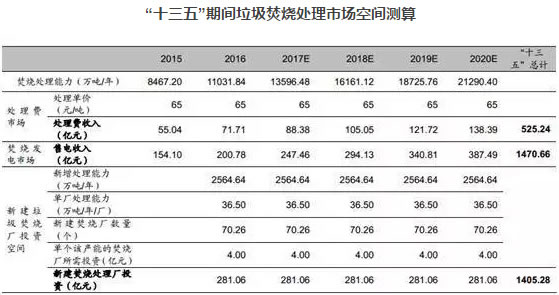 “十三五”期间垃圾焚烧处理市场空间测算
2015 2016 2017E 2018E 2019E 2020E “十三
五”总计
焚烧处理能力（万吨/年） 8467.20 11031.84 13596.48 16161.12 18725.76 21290.40
处理费
市场
处理单价
（元/吨） 65 65 65 65 65 65
处理费收入
（亿元） 55.04 71.71 88.38 105.05 121.72 138.39 525.24
焚烧发
电市场
售电收入
（亿元） 154.10 200.78 247.46 294.13 340.81 387.49 1470.66
新建垃
圾焚烧
厂投资
空间
新增处理能力
（万吨/年） 2564.64 2564.64 2564.64 2564.64 2564.64
单厂处理能力
（万吨/年/厂） 36.50 36.50 36.50 36.50 36.50
新建焚烧厂数量
（个） 70.26 70.26 70.26 70.26 70.26
单个该产能的焚烧
厂所需投资（亿元） 4.00 4.00 4.00 4.00 4.00
新建焚烧处理厂投
资（亿元） 281.06 281.06 281.06 281.06 281.06 1405.28